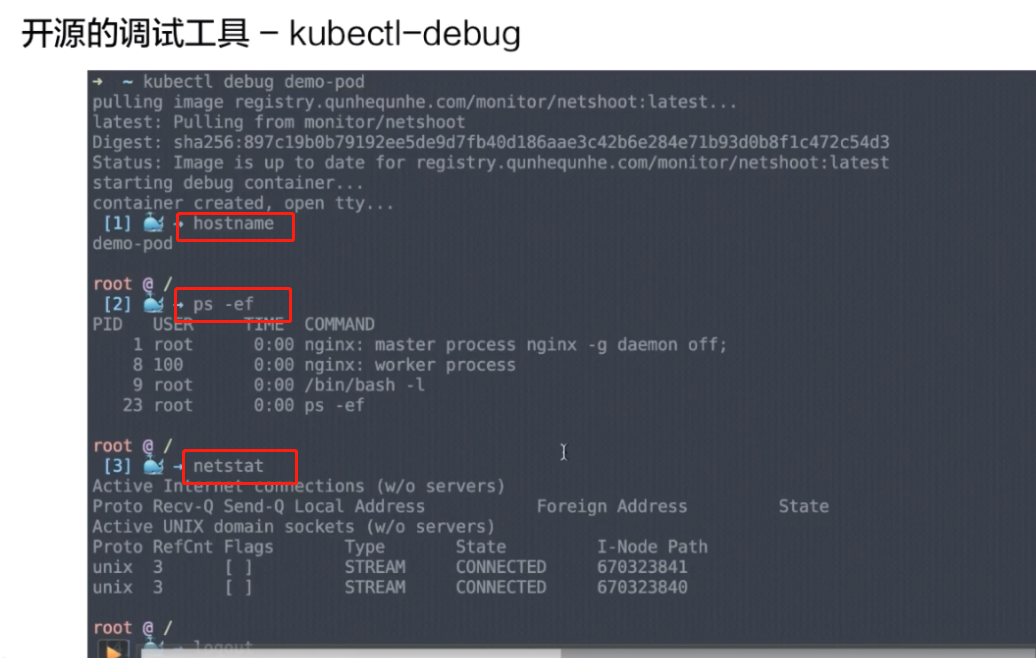 开源的调试工具 – kubectl-debug
→ ~ kubectl debug demo-pod
pulling image registry.qunhequnhe.com/monitor/netshoot:latest...
latest: Pulling from monitor/netshoot
Digest: sha256:897c19b0b79192ee5de9d7fb40d186aae3c42b6e284e71b93d0b8f1c472c54d3
Status: Image is up to date for registry.qunhequnhe.com/monitor/netshoot:latest
starting debug container...
container created, open tty...
[1] 🐳 → hostname
demo-pod
root @ /
[2] 🐳 → ps -ef
PID USER TIME COMMAND
1 root 0:00 nginx: master process nginx -g daemon off;
8 100 0:00 nginx: worker process
9 root 0:00 /bin/bash -l
23 root 0:00 ps -ef
root @ /
[3] 🐳 → netstat
Active Internet connections (w/o servers)
Proto Recv-Q Send-Q Local Address Foreign Address State
Active UNIX domain sockets (w/o servers)
Proto RefCnt Flags Type State I-Node Path
unix 3 [ ] STREAM CONNECTED 670323841
unix 3 [ ] STREAM CONNECTED 670323840
root @ /
logout